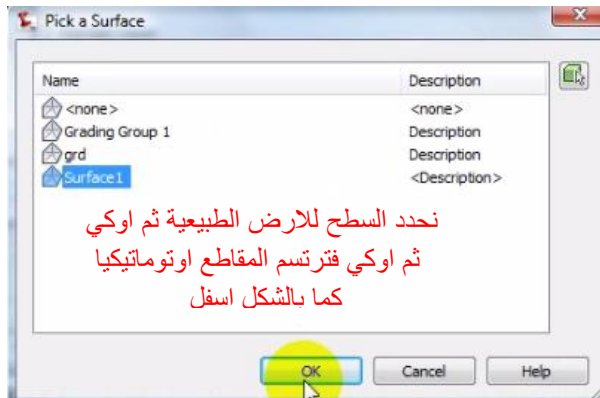 Pick a Surface
Name Description
<none> <none>
Grading Group 1 Description
grd Description
Surface1 <Description>
نحدد السطح للارض الطبيعية ثم اوكي
ثم اوكي فترتسم المقاطع اوتوماتيكيا
كما بالشكل اسفل
OK Cancel Help